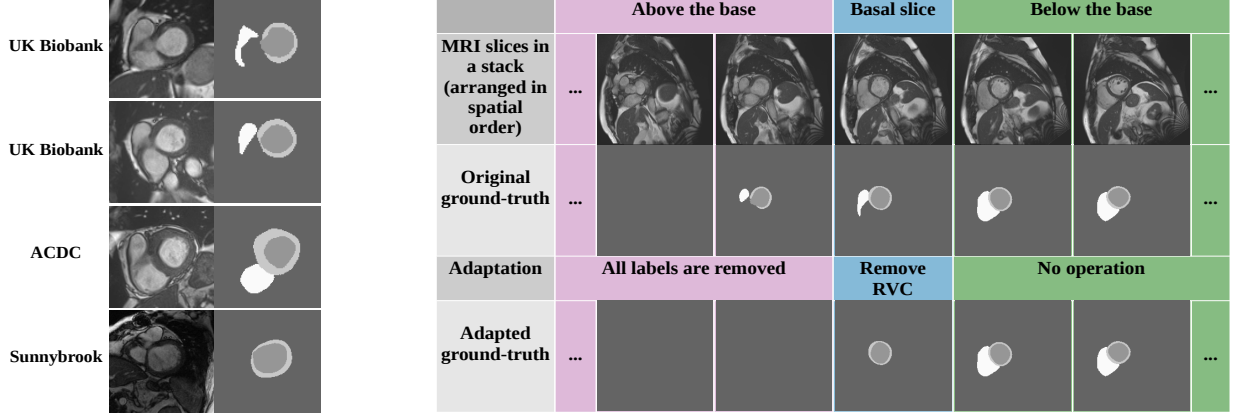 UK Biobank
UK Biobank
ACDC
Sunnybrook
Above the base
Basal slice
Below the base
MRI slices in
a stack
(arranged in
spatial
order)
...
...
Original
ground-truth
...
...
Adaptation
All labels are removed
Remove
RVC
No operation
Adapted
ground-truth
...
...